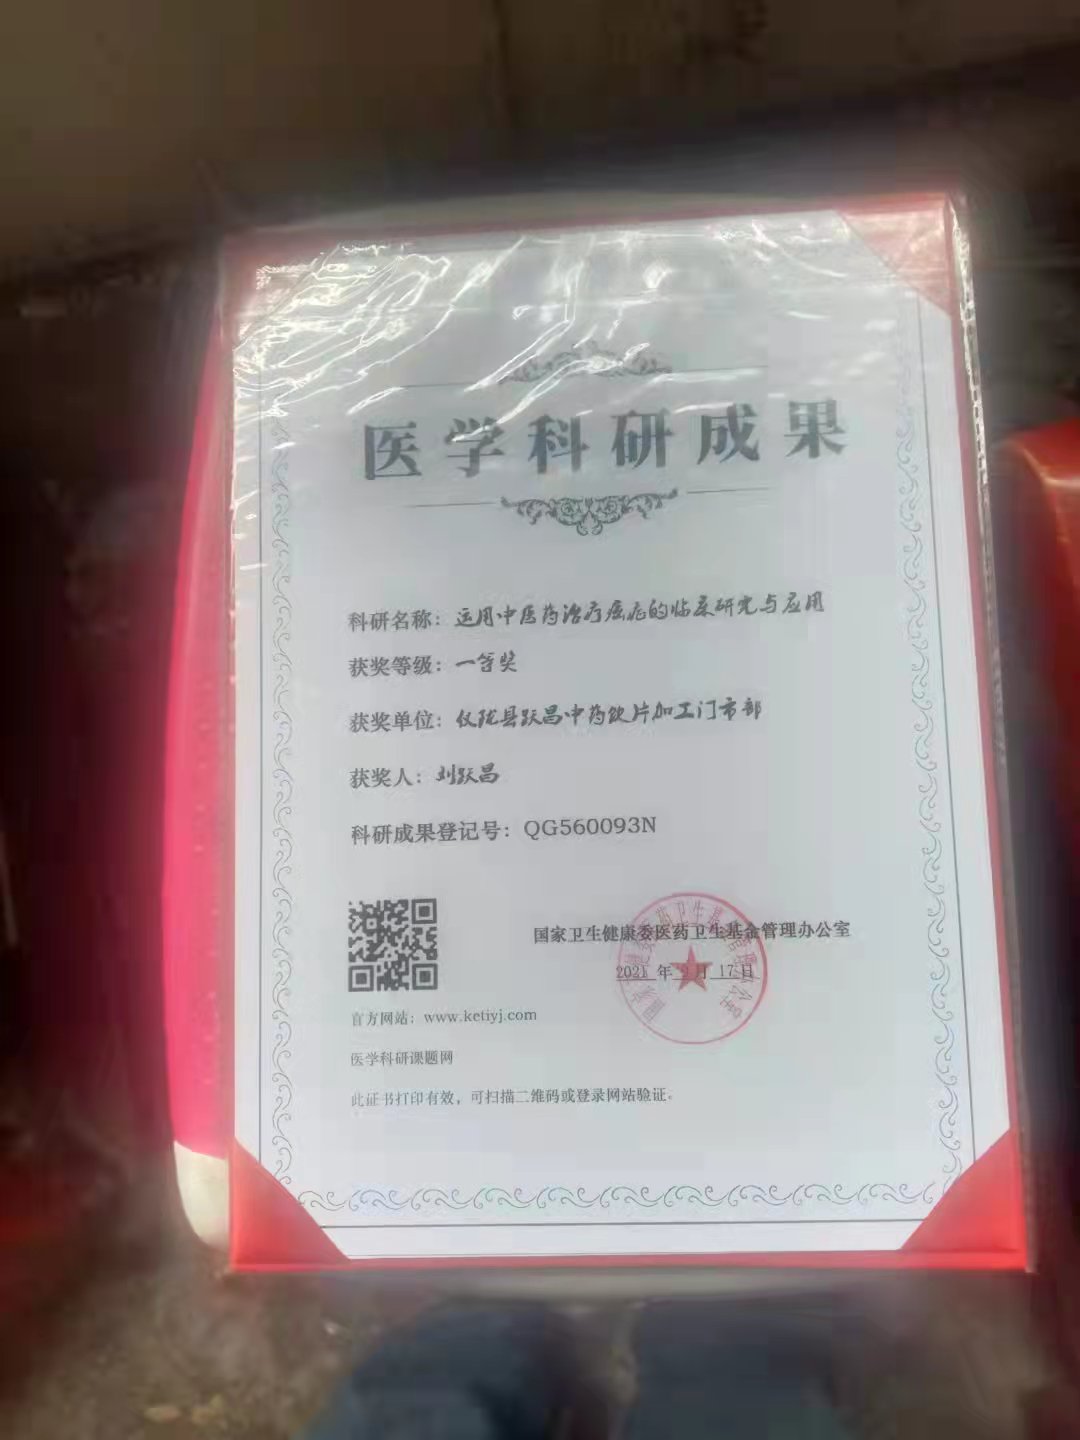 医学科研成果
科研名称：运用中医药治疗癌症的临床研究与应用
获奖等级：一等奖
获奖单位：仪陇县跃昌中药饮片加工门市部
获奖人：刘跃昌
科研成果登记号：QG560093N
国家卫生健康委医药卫生基金管理办公室
2021 年 月 17 日
官方网站：www.ketiyj.com
医学科研课题网
此证书打印有效，可扫描二维码或登录网站验证。